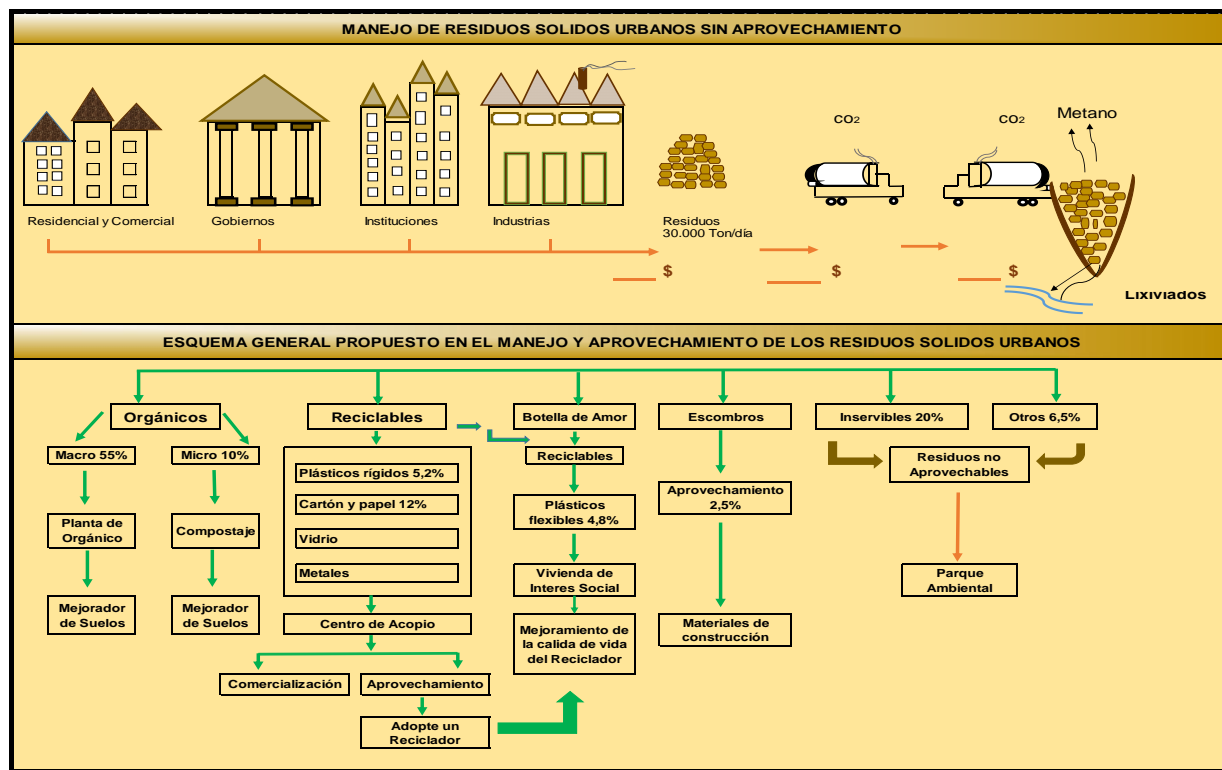 MANEJO DE RESIDUOS SOLIDOS URBANOS SIN APROVECHAMIENTO
CO2
CO2
Metano
Residencial y Comercial
Gobiernos
Instituciones
Industrias
Residuos
30.000 Ton/día
$
$
$
Lixiviados
ESQUEMA GENERAL PROPUESTO EN EL MANEJO Y APROVECHAMIENTO DE LOS RESIDUOS SOLIDOS URBANOS
Orgánicos
Reciclables
Botella de Amor
Escombros
Inservibles 20%
Otros 6,5%
Macro 55%
Micro 10%
Reciclables
Residuos no
Aprovechables
Plásticos rígidos 5,2%
Cartón y papel 12%
Vidrio
Metales
Plásticos
flexibles 4,8%
Aprovechamiento
2,5%
Planta de
Orgánico
Compostaje
Vivienda de
Interes Social
Parque
Ambiental
Mejorador
de Suelos
Mejorador
de Suelos
Centro de Acopio
Mejoramiento de
la calida de vida
del Reciclador
Materiales de
construcción
Comercialización
Aprovechamiento
Adopte un
Reciclador